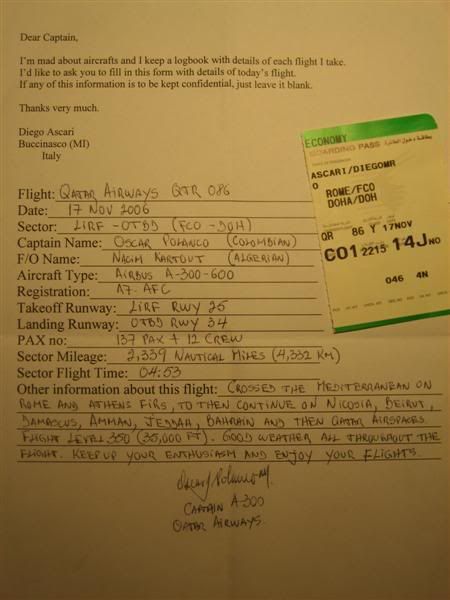 Dear Captain,
I'm mad about aircrafts and I keep a logbook with details of each flight I take.
I'd like to ask you to fill in this form with details of today's flight.
If any of this information is to be kept confidential, just leave it blank.
Thanks very much.
Diego Ascari
Buccinasco (MI)
Italy
ECONOMY
BOARDING PASS
ASCARI/DIEGOMR
0
ROME/FCO
DOHA/DOH
QR 86 Y 17NOV
C01 2215 14J NO
046 4N
Flight: QATAR AIRWAYS QTR 086
Date: 17 NOV 2006
Sector: LIRF - OTBD (FCO - DOH)
Captain Name: OSCAR POLANCO (COLOMBIAN)
F/O Name: NACIM KARTOUT (ALGERIAN)
Aircraft Type: AIRBUS A-300-600
Registration: A7-AFC
Takeoff Runway: LIRF RWY 25
Landing Runway: OTBD RWY 34
PAX no: 137 PAX + 12 CREW
Sector Mileage: 2,339 NAUTICAL MILES (4,332 KM)
Sector Flight Time: 04:53
Other information about this flight: CROSSED THE MEDITERRANEAN ON
ROME AND ATHENS FIRS, TO THEN CONTINUE ON NICOSIA, BEIRUT,
DAMASCUS, AMMAN, JEDDAH, BAHRAIN AND THEN QATAR AIRSPACES.
FLIGHT LEVEL 350 (35,000 FT). GOOD WEATHER ALL THROUGHOUT THE
FLIGHT. KEEP UP YOUR ENTHUSIASM AND ENJOY YOUR FLIGHTS.
CAPTAIN A-300
QATAR AIRWAYS.